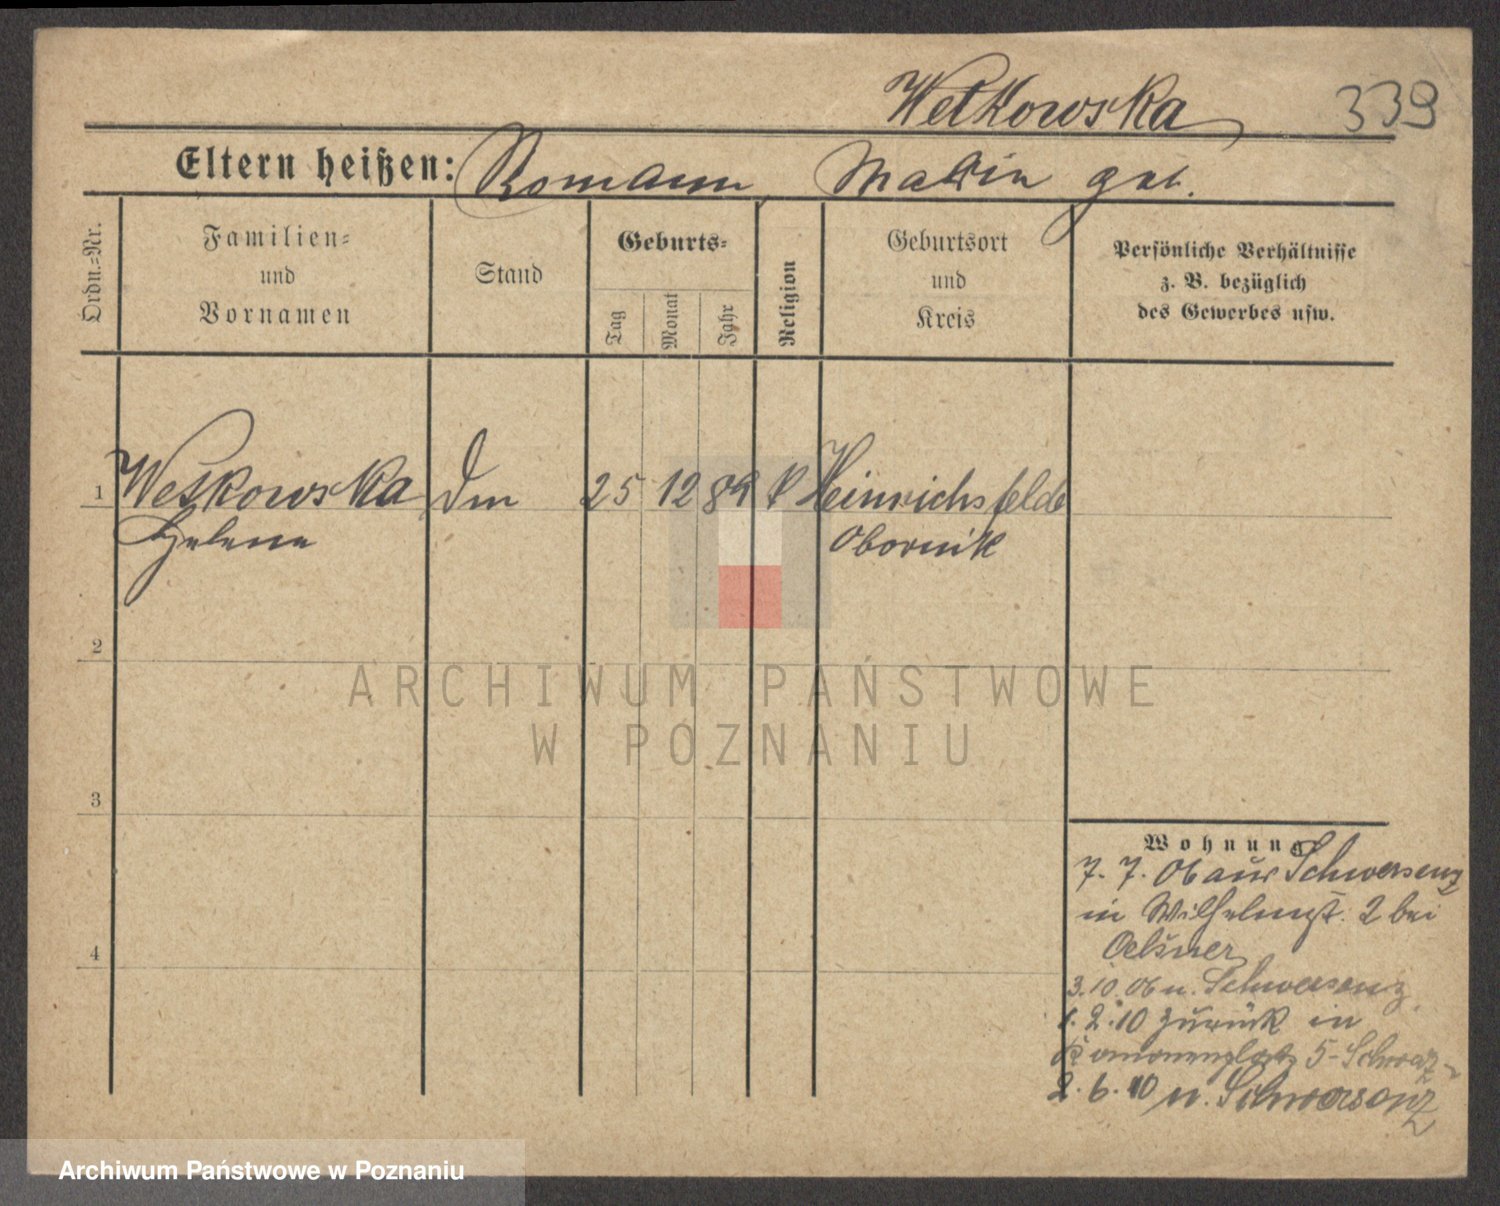 Wetkowska 339
Eltern heißen: Romann, geb.
Ordn.=Nr.
Familien=
und
Vornamen
Stand
Geburts=
Tag
Monat
Jahr
Religion
Geburtsort
und
Kreis
Persönliche Verhältnisse
z. B. bezüglich
des Gewerbes usw.
1 Wetkowska 25 12 89 k Heinrichsfelde
Helena Obornik
2
3
4
Wohnung
7. 7. 06 aus Schwersenz
in Wilhelmst. 2 bei
Oelsner
3.10.06 n. Schwersenz
1. 2. 10 zurück in
Kanonenplatz 5
2. 6. 10 n. Schwersenz
ARCHIWUM PAŃSTWOWE
W POZNANIU
Archiwum Państwowe w Poznaniu